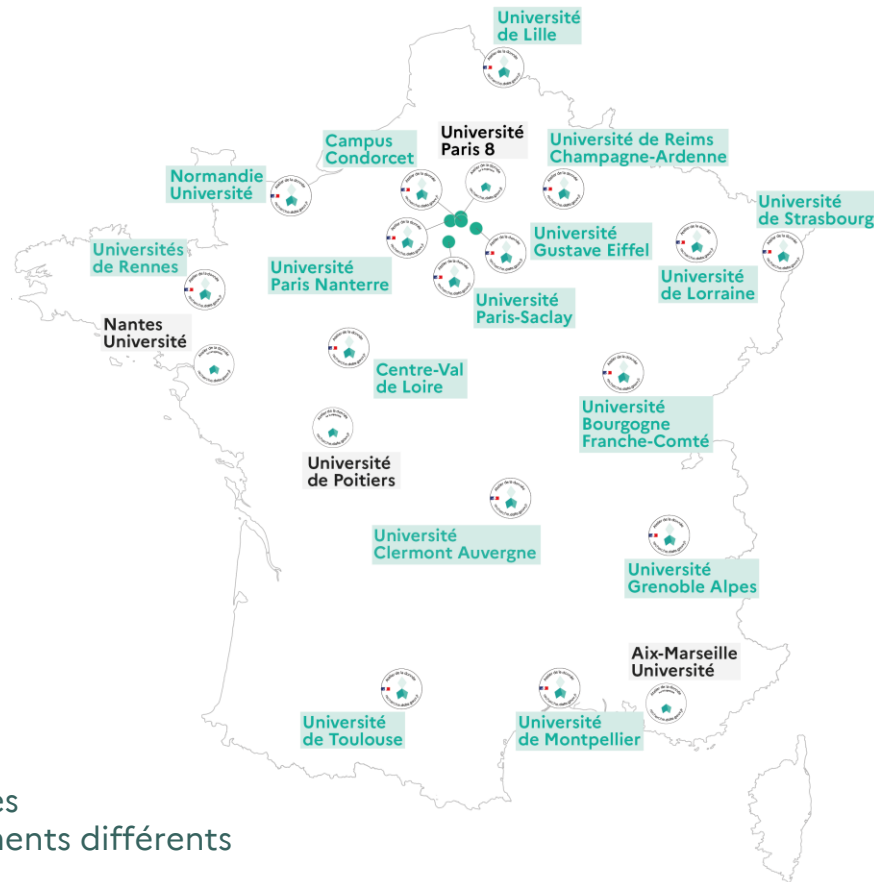 Université
de Lille
Campus
Condorcet
Université
Paris 8
Université de Reims
Champagne-Ardenne
Normandie
Université
Université
de Strasbourg
Universités
de Rennes
Université
Paris Nanterre
Université
Gustave Eiffel
Université
de Lorraine
Université
Paris-Saclay
Nantes
Université
Centre-Val
de Loire
Université
Bourgogne
Franche-Comté
Université
de Poitiers
Université
Clermont Auvergne
Université
Grenoble Alpes
Aix-Marseille
Université
Université
de Toulouse
Université
de Montpellier
différents